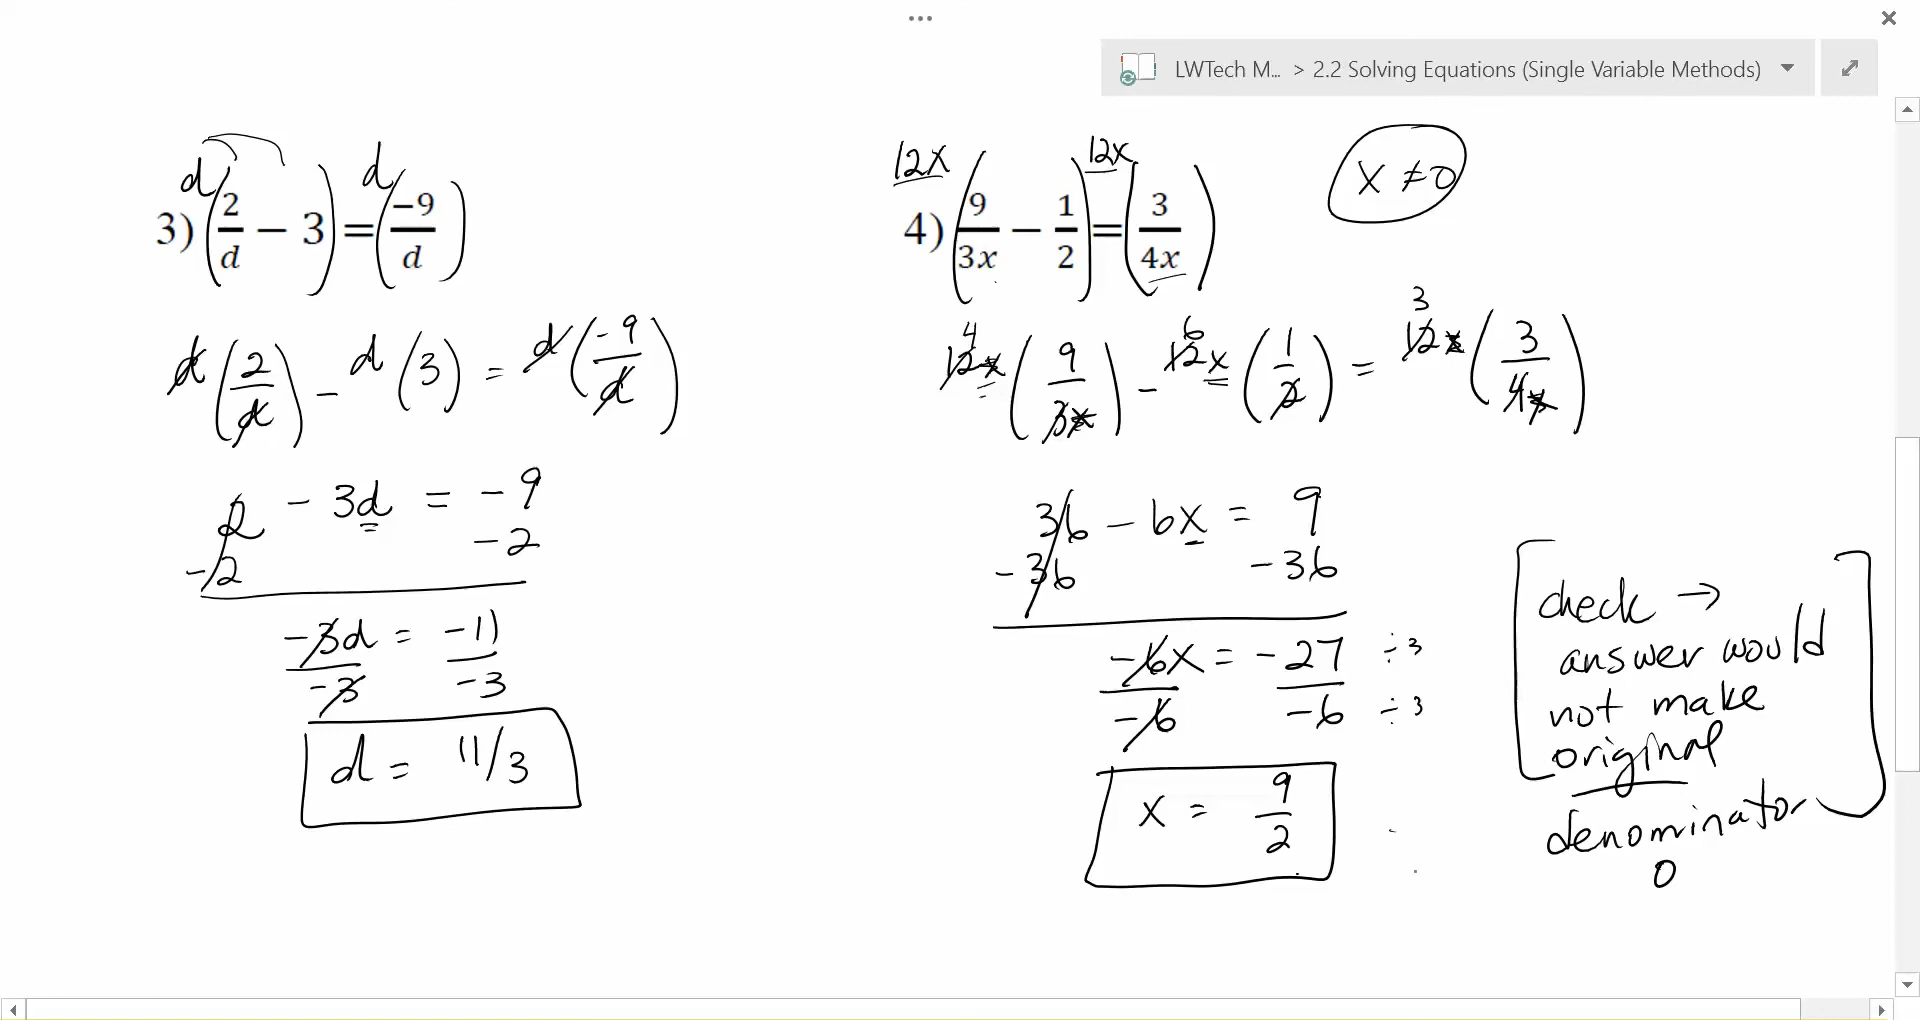 LWTech M... > 2.2 Solving Equations (Single Variable Methods)
3) d(2/d − 3) = d(−9/d)
d(2/d) − d(3) = d(−9/d)
2 − 3d = −9
−2 −2
−3d = −11
−3 −3
d = 11/3
4) 12x(9/3x − 1/2) = 12x(3/4x)
x ≠ 0
4 6 3
12x(9/3x) − 12x(1/2) = 12x(3/4x)
36 − 6x = 9
−36 −36
−6x = −27 ÷3
−6 −6 ÷3
x = 9/2
check →
answer would
not make
original
denominator
0